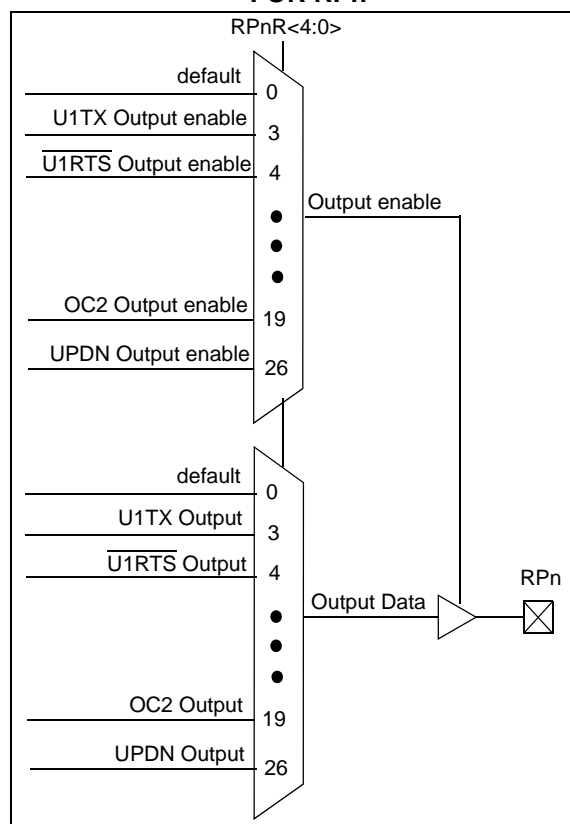 RPnR<4:0>
default
0
U1TX Output enable
3
U1RTS Output enable
4
Output enable
OC2 Output enable
19
UPDN Output enable
26
default
0
U1TX Output
3
U1RTS Output
4
Output Data
RPn
OC2 Output
19
UPDN Output
26